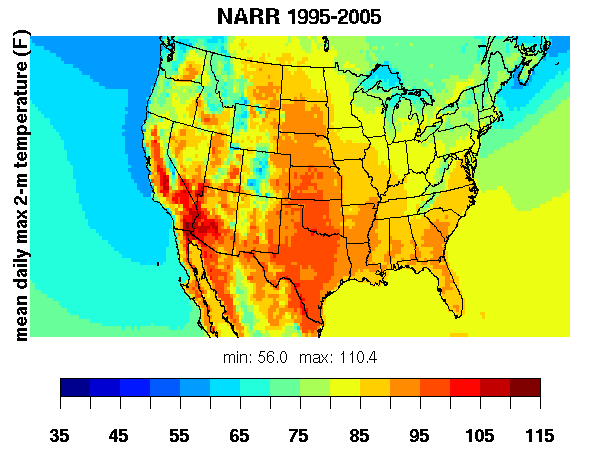 NARR 1995-2005
mean daily max 2-m temperature (F)
min: 56.0 max: 110.4
35 45 55 65 75 85 95 105 115